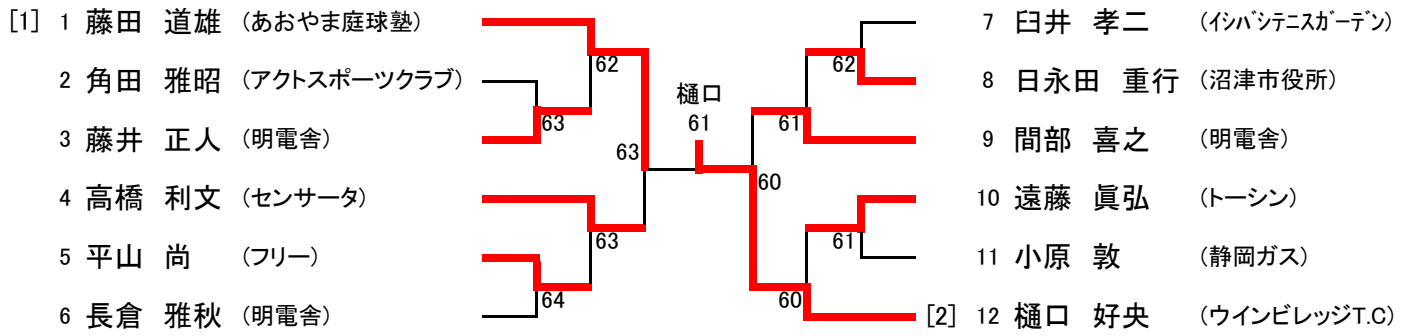 [1] 1 藤田 道雄 (あおやま庭球塾)
2 角田 雅昭 (アクトスポーツクラブ)
3 藤井 正人 (明電舎)
4 高橋 利文 (センサータ)
5 平山 尚 (フリー)
6 長倉 雅秋 (明電舎)
62
63
63
63
64
樋口
61
60
62
61
61
60
7 臼井 孝二 (ｲｼﾊﾞｼﾃﾆｽｶﾞｰﾃﾞﾝ)
8 日永田 重行 (沼津市役所)
9 間部 喜之 (明電舎)
10 遠藤 眞弘 (トーシン)
11 小原 敦 (静岡ガス)
[2] 12 樋口 好央 (ウインビレッジT.C)